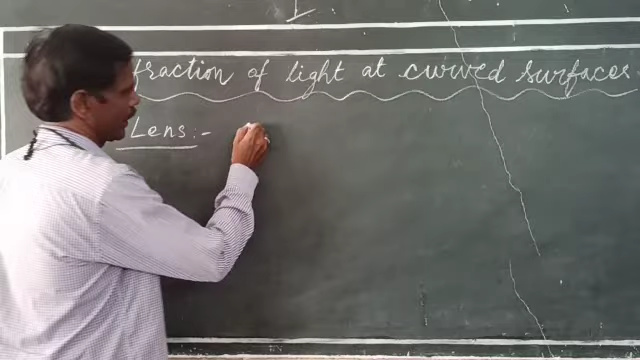 fraction of light at curved surfaces.
Lens:-